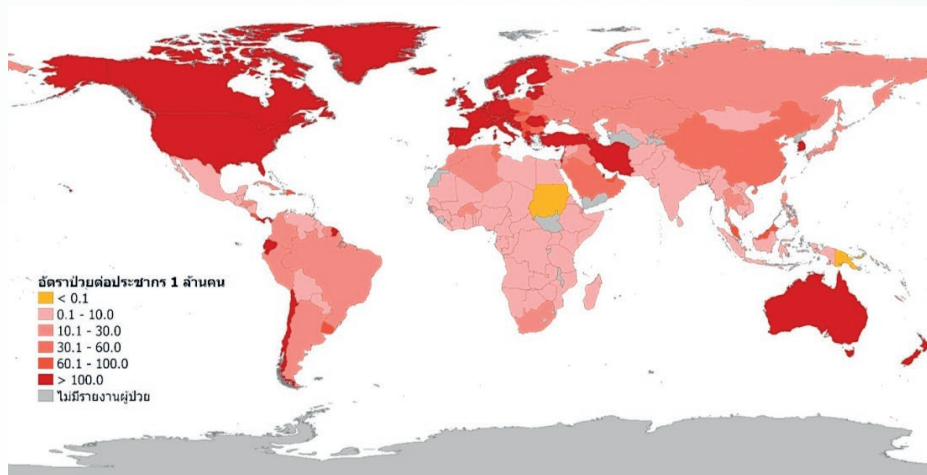 อัตราป่วยต่อประชากร 1 ล้านคน
< 0.1
0.1 - 10.0
10.1 - 30.0
30.1 - 60.0
60.1 - 100.0
> 100.0
ไม่มีรายงานผู้ป่วย